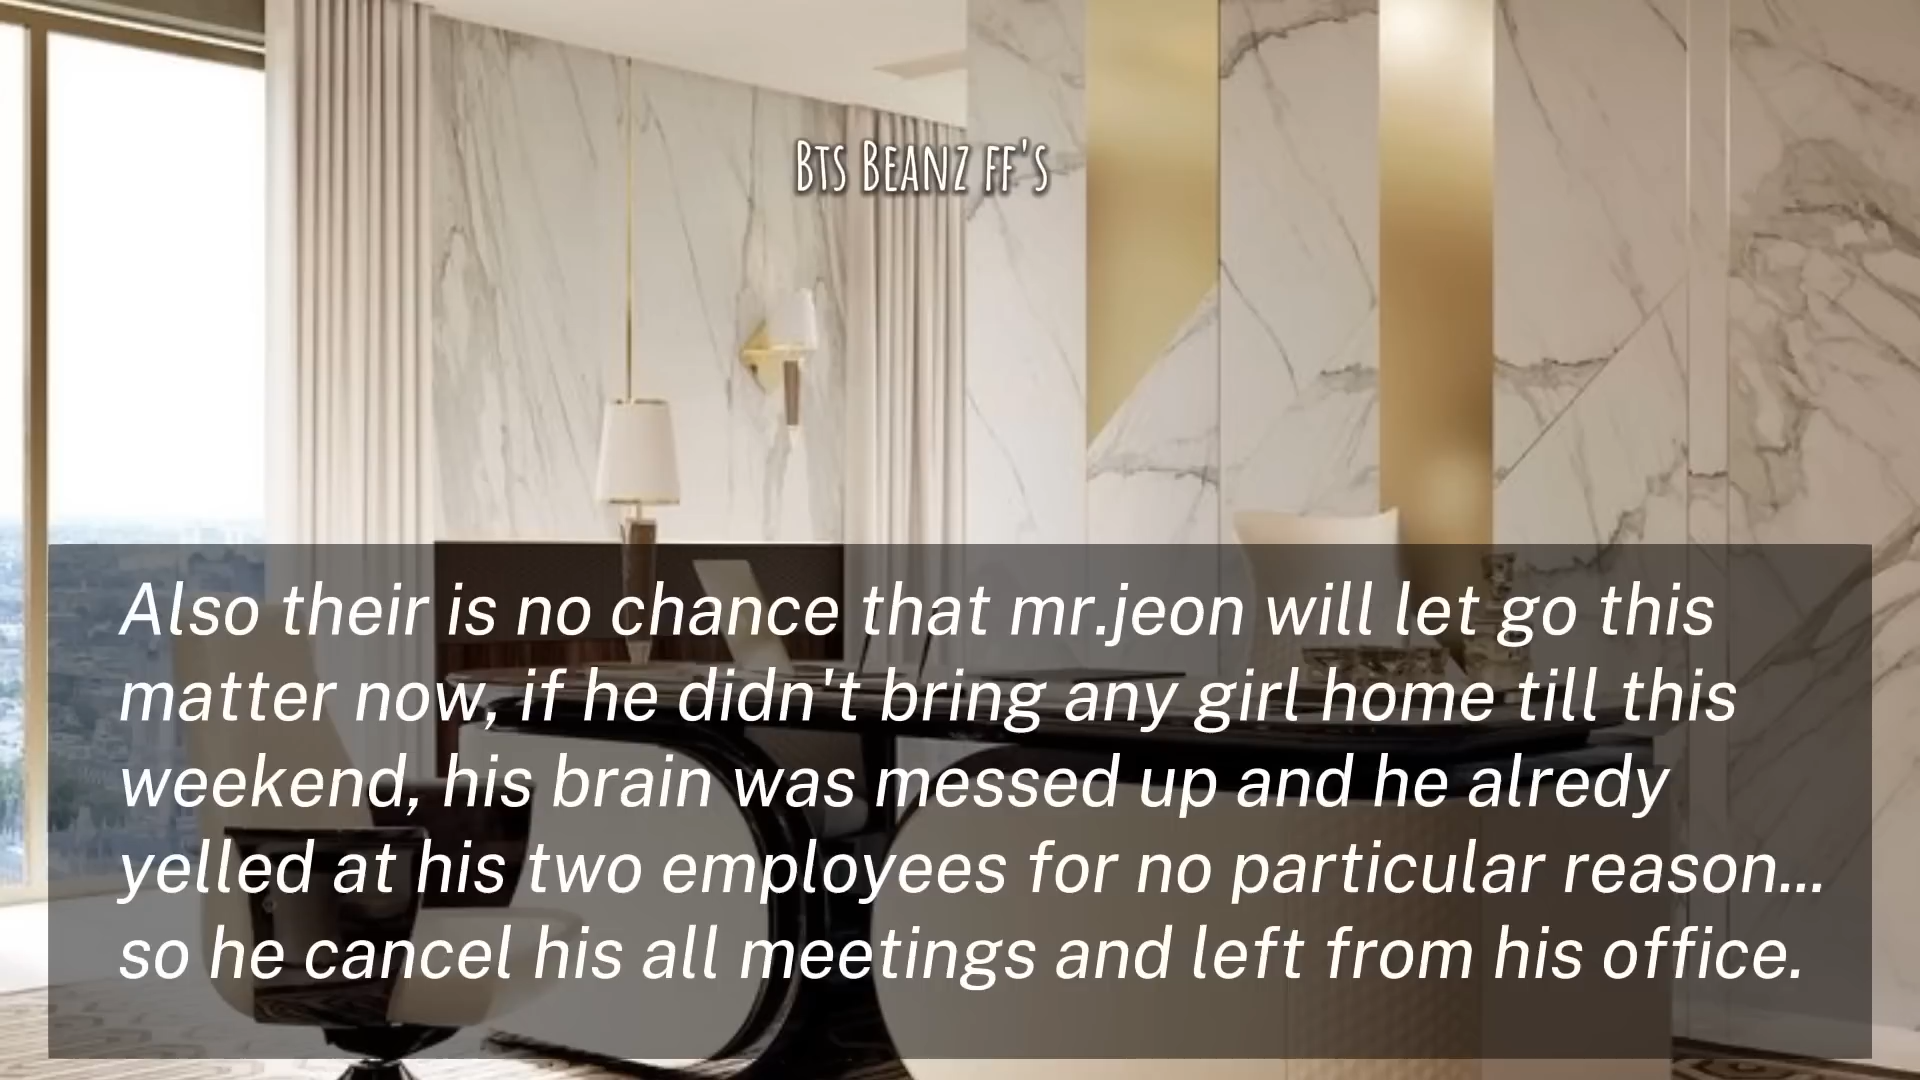 Bts Beanz ff's
Also their is no chance that mr.jeon will let go this
matter now, if he didn't bring any girl home till this
weekend, his brain was messed up and he alredy
yelled at his two employees for no particular reason...
so he cancel his all meetings and left from his office.